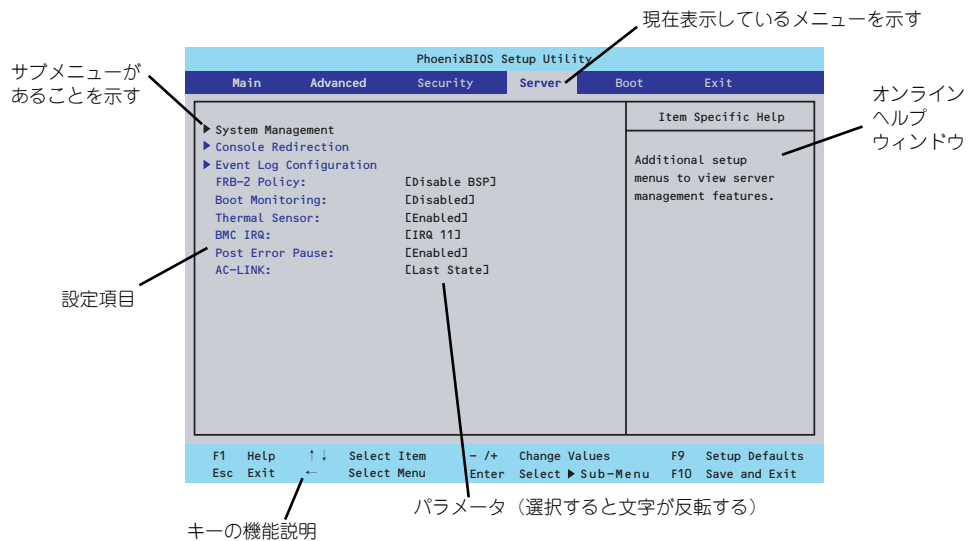 現在表示しているメニューを示す
サブメニューが
あることを示す
PhoenixBIOS Setup Utility
Main Advanced Security Server Boot Exit
オンライン
ヘルプ
ウィンドウ
Item Specific Help
▶ System Management
▶ Console Redirection
▶ Event Log Configuration
FRB-2 Policy: [Disable BSP]
Boot Monitoring: [Disabled]
Thermal Sensor: [Enabled]
BMC IRQ: [IRQ 11]
Post Error Pause: [Enabled]
AC-LINK: [Last State]
Additional setup
menus to view server
management features.
設定項目
F1 Help ↑↓ Select Item - /+ Change Values F9 Setup Defaults
Esc Exit ← Select Menu Enter Select ▶ Sub-Menu F10 Save and Exit
パラメータ（選択すると文字が反転する）
キーの機能説明